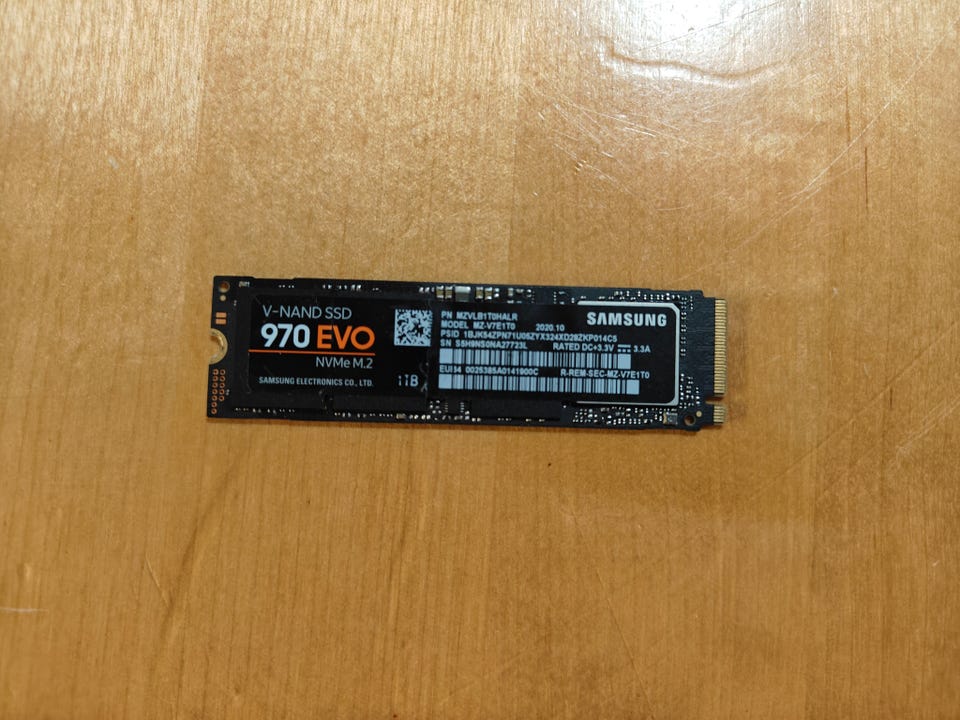 V-NAND SSD
970 EVO
NVMe M.2
SAMSUNG ELECTRONICS CO., LTD.
1TB
PN MZVLB1T0HALR
MODEL MZ-V7E1T0 2020.10
PSID 1BJK54ZPN71U05ZYX324XD28ZKP014C5
SN S5H9NS0NA27723L RATED DC+3.3V 3.3A
EUI64 0025385A0141900C R-REM-SEC-MZ-V7E1T0
SAMSUNG